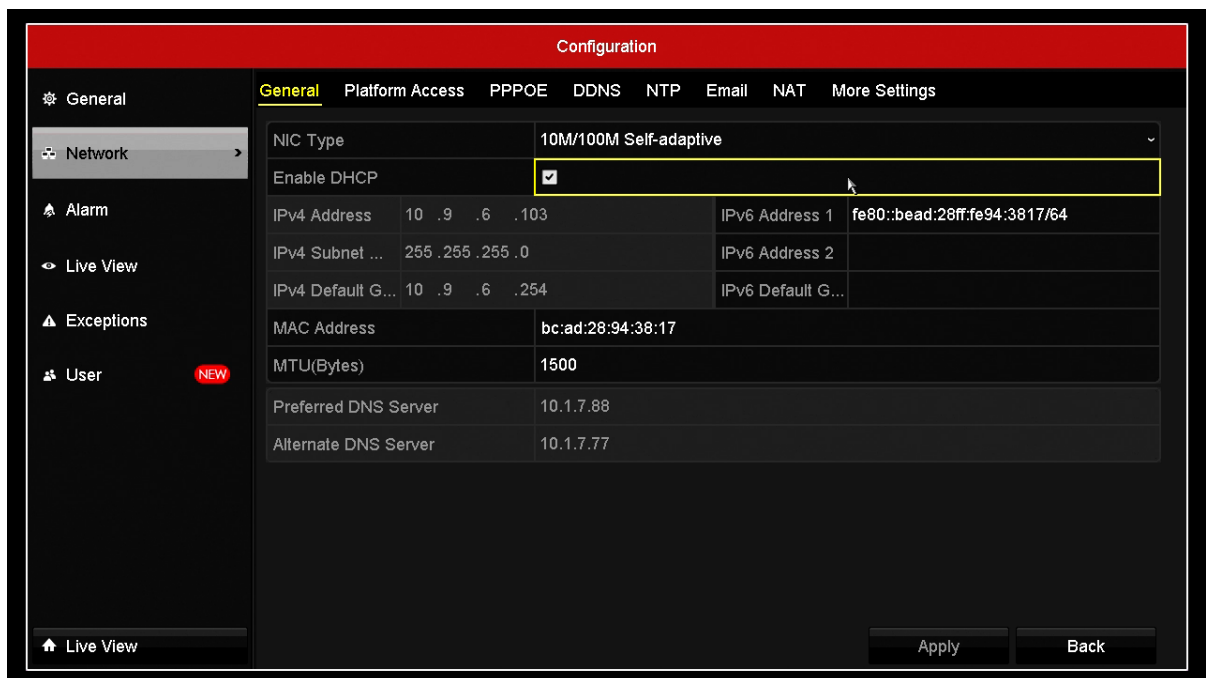 Configuration
General
Network
Alarm
Live View
Exceptions
User NEW
Live View
General Platform Access PPPOE DDNS NTP Email NAT More Settings
NIC Type 10M/100M Self-adaptive
Enable DHCP
IPv4 Address 10 .9 .6 .103 IPv6 Address 1 fe80::bead:28ff:fe94:3817/64
IPv4 Subnet ... 255.255.255.0 IPv6 Address 2
IPv4 Default G... 10 .9 .6 .254 IPv6 Default G...
MAC Address bc:ad:28:94:38:17
MTU(Bytes) 1500
Preferred DNS Server 10.1.7.88
Alternate DNS Server 10.1.7.77
Apply Back